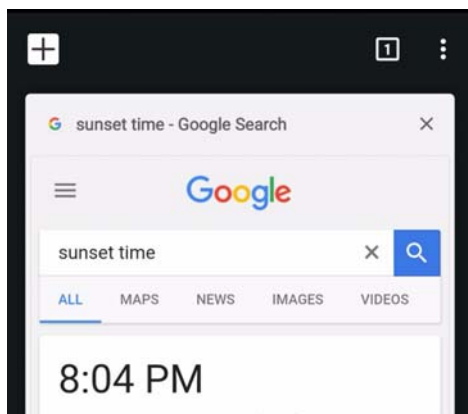 1
sunset time - Google Search
Google
sunset time
ALL MAPS NEWS IMAGES VIDEOS
8:04 PM